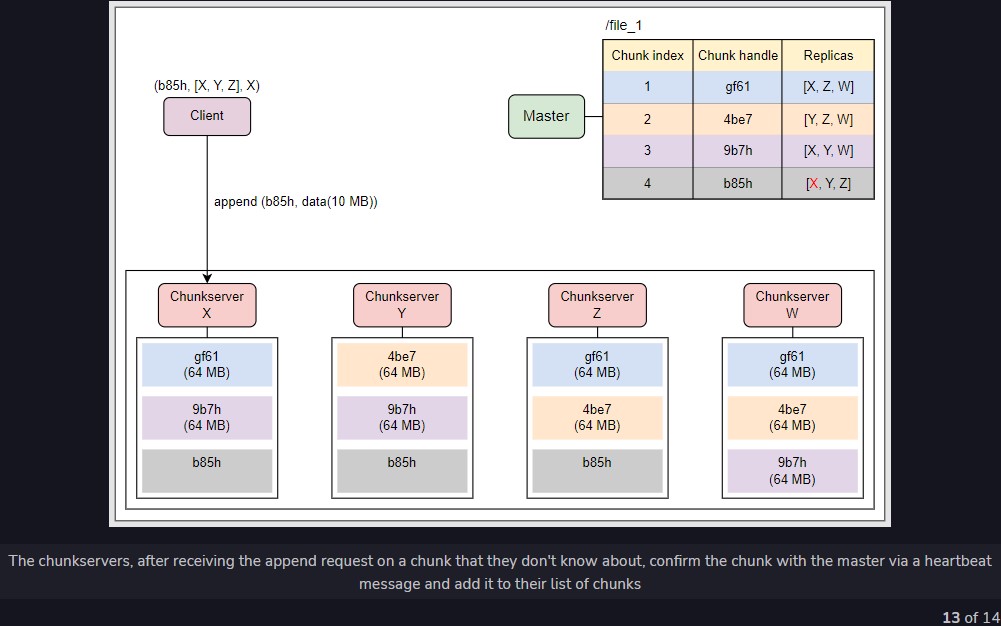 /file_1
Chunk index Chunk handle Replicas
1 gf61 [X, Z, W]
2 4be7 [Y, Z, W]
3 9b7h [X, Y, W]
4 b85h [X, Y, Z]
Master
(b85h, [X, Y, Z], X)
Client
append (b85h, data(10 MB))
Chunkserver
X
gf61
(64 MB)
9b7h
(64 MB)
b85h
Chunkserver
Y
4be7
(64 MB)
9b7h
(64 MB)
b85h
Chunkserver
Z
gf61
(64 MB)
4be7
(64 MB)
b85h
Chunkserver
W
gf61
(64 MB)
4be7
(64 MB)
9b7h
(64 MB)
The chunkservers, after receiving the append request on a chunk that they don't know about, confirm the chunk with the master via a heartbeat
message and add it to their list of chunks
13 of 14